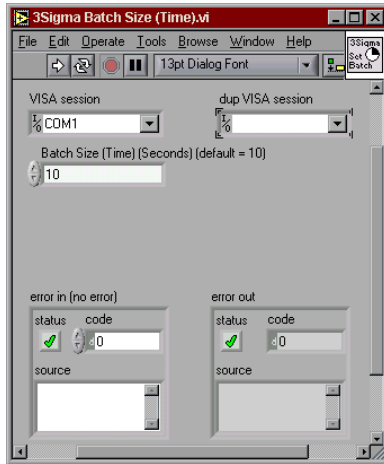 3Sigma Batch Size (Time).vi
File Edit Operate Tools Browse Window Help
3Sigma
Set
Batch
13pt Dialog Font
VISA session dup VISA session
I/O COM1 I/O
Batch Size (Time) (Seconds) (default = 10)
10
error in (no error) error out
status code status code
d 0 d 0
source source